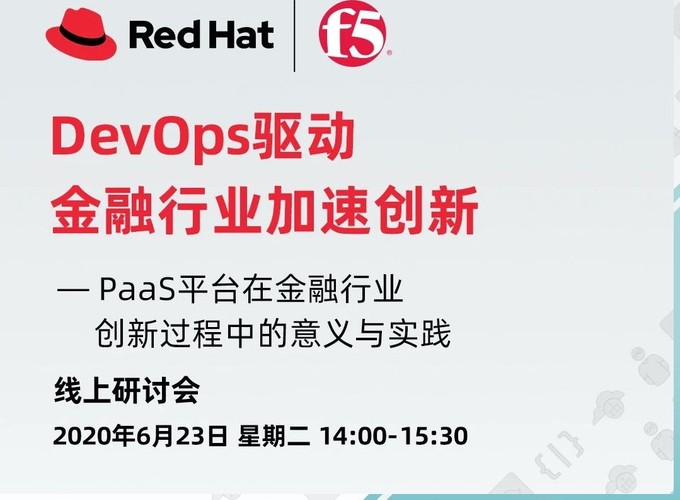 Red Hat
f5
®
DevOps驱动
金融行业加速创新
— PaaS平台在金融行业
创新过程中的意义与实践
线上研讨会
2020年6月23日 星期二 14:00-15:30